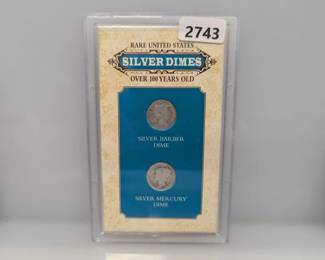 2743
RARE UNITED STATES
SILVER DIMES
OVER 100 YEARS OLD
SILVER BARBER
DIME
SILVER MERCURY
DIME